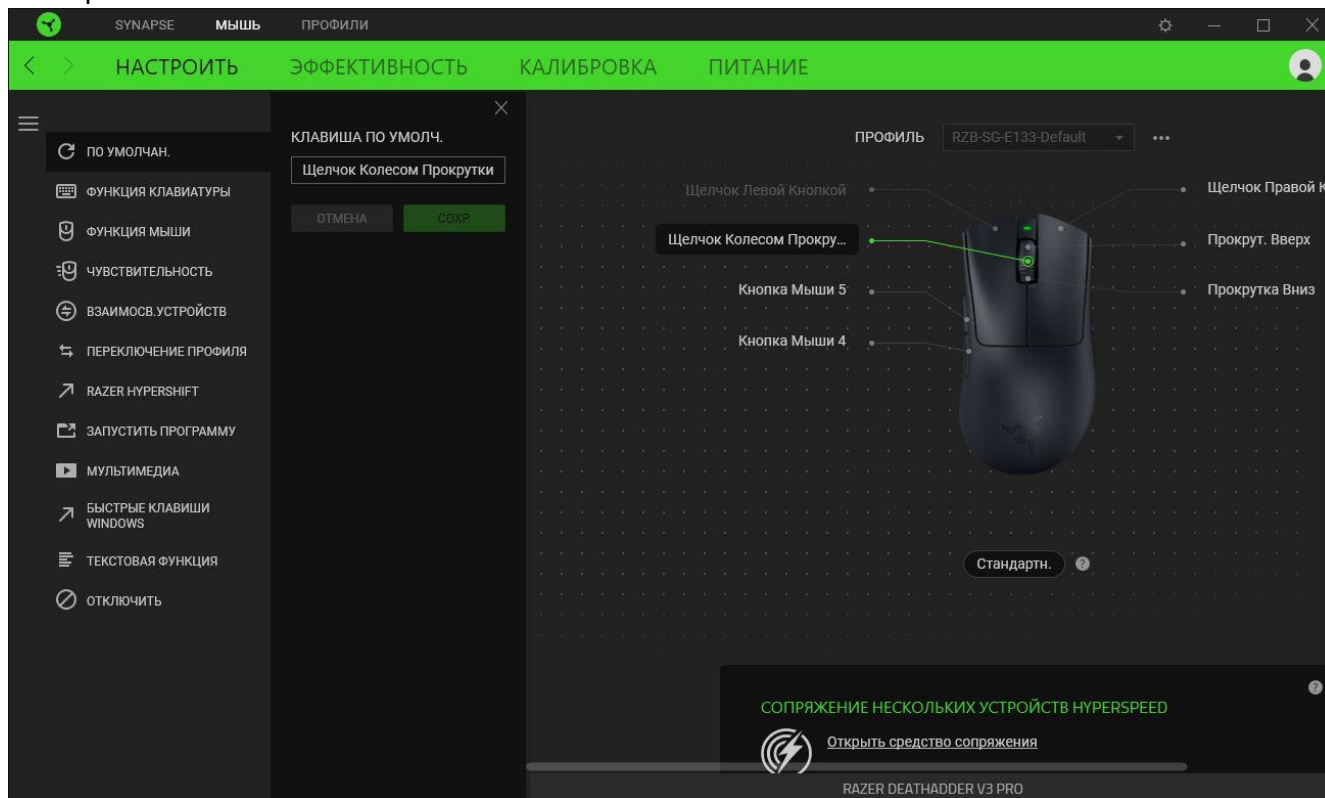 SYNAPSE МЫШЬ ПРОФИЛИ
НАСТРОИТЬ ЭФФЕКТИВНОСТЬ КАЛИБРОВКА ПИТАНИЕ
ПО УМОЛЧАН.
ФУНКЦИЯ КЛАВИАТУРЫ
ФУНКЦИЯ МЫШИ
ЧУВСТВИТЕЛЬНОСТЬ
ВЗАИМОСВ.УСТРОЙСТВ
ПЕРЕКЛЮЧЕНИЕ ПРОФИЛЯ
RAZER HYPERSHIFT
ЗАПУСТИТЬ ПРОГРАММУ
МУЛЬТИМЕДИА
БЫСТРЫЕ КЛАВИШИ
WINDOWS
ТЕКСТОВАЯ ФУНКЦИЯ
ОТКЛЮЧИТЬ
КЛАВИША ПО УМОЛЧ.
Щелчок Колесом Прокрутки
ОТМЕНА СОХР.
ПРОФИЛЬ RZB-SG-E133-Default
Щелчок Левой Кнопкой
Щелчок Правой К
Щелчок Колесом Прокру...
Прокрут. Вверх
Кнопка Мыши 5
Прокрутка Вниз
Кнопка Мыши 4
Стандартн. ?
?
СОПРЯЖЕНИЕ НЕСКОЛЬКИХ УСТРОЙСТВ HYPERSPEED
Открыть средство сопряжения
RAZER DEATHADDER V3 PRO